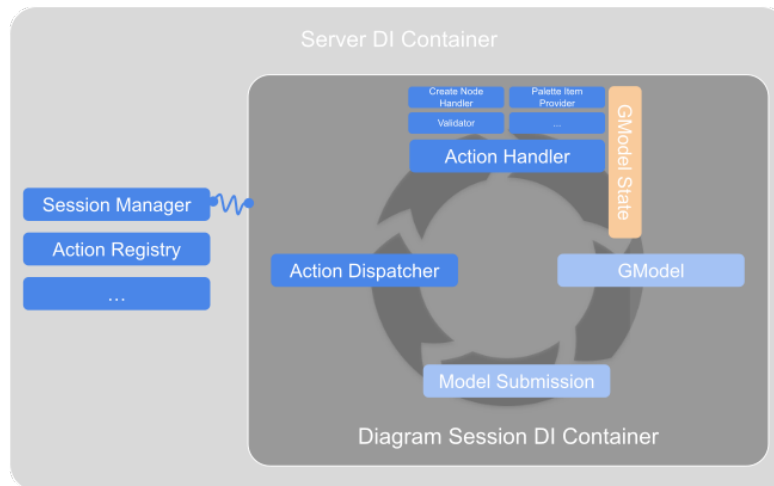 Server DI Container
Create Node
Handler
Palette Item
Provider
Validator
...
Action Handler
GModel State
Session Manager
Action Registry
...
Action Dispatcher
GModel
Model Submission
Diagram Session DI Container